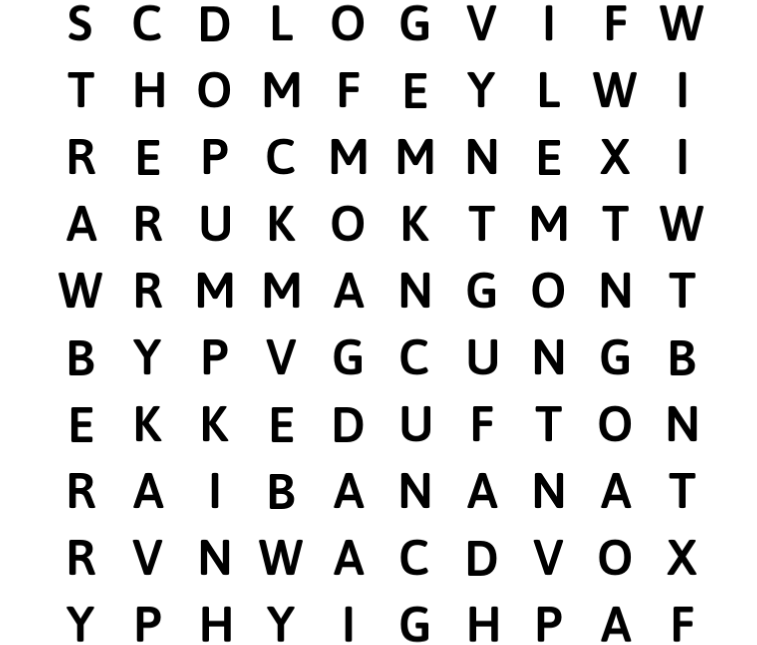 S C D L O G V I F W
T H O M F E Y L W I
R E P C M M N E X I
A R U K O K T M T W
W R M M A N G O N T
B Y P V G C U N G B
E K K E D U F T O N
R A I B A N A N A T
R V N W A C D V O X
Y P H Y I G H P A F